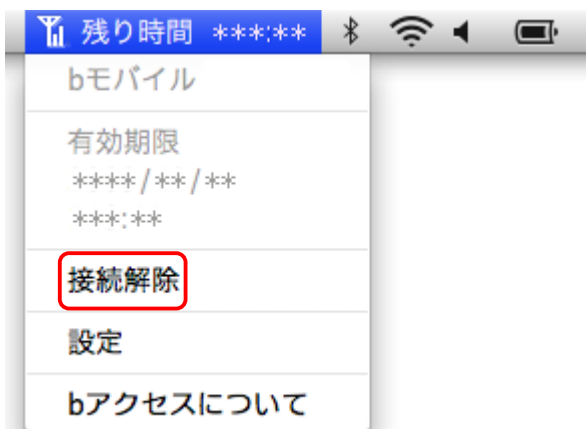 残り時間 ***:**
bモバイル
有効期限
****/**/**
***:**
接続解除
設定
bアクセスについて